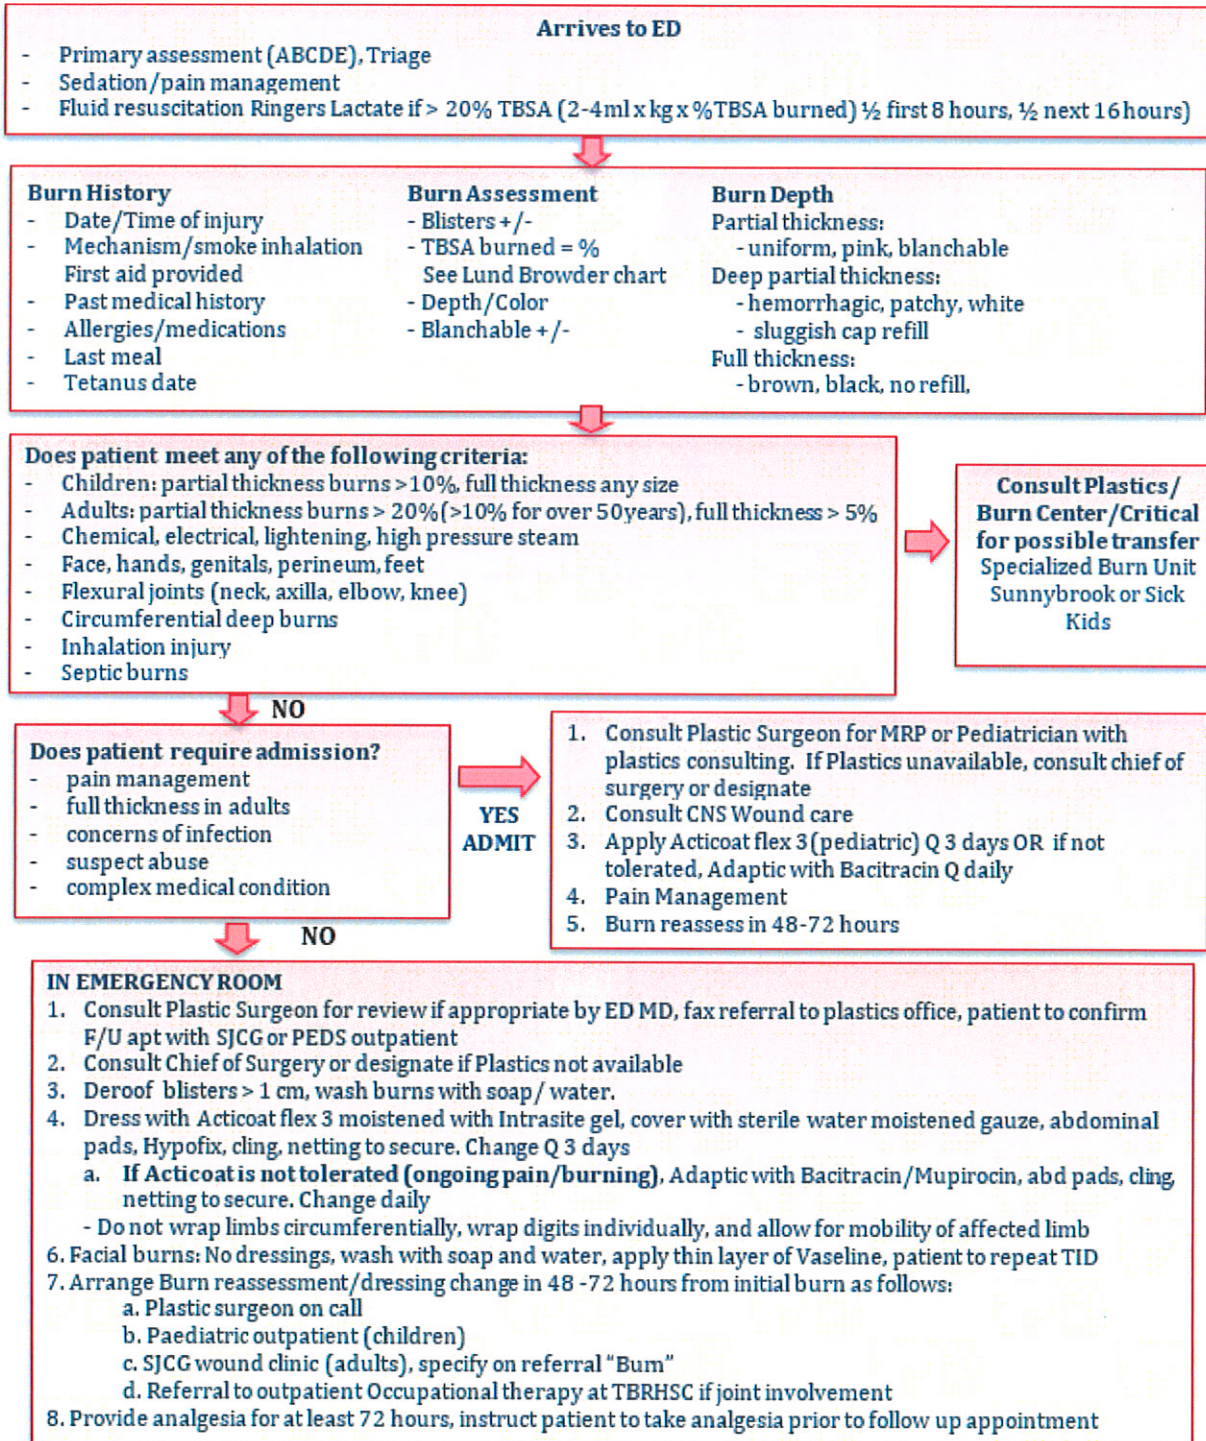 Arrives to ED
- Primary assessment (ABCDE), Triage
- Sedation/pain management
- Fluid resuscitation Ringers Lactate if > 20% TBSA (2-4ml x kg x %TBSA burned) ½ first 8 hours, ½ next 16 hours)
Burn History
- Date/Time of injury
- Mechanism/smoke inhalation
First aid provided
- Past medical history
- Allergies/medications
- Last meal
- Tetanus date
Burn Assessment
- Blisters +/-
- TBSA burned = %
See Lund Browder chart
- Depth/Color
- Blanchable +/-
Burn Depth
Partial thickness:
- uniform, pink, blanchable
Deep partial thickness:
- hemorrhagic, patchy, white
- sluggish cap refill
Full thickness:
- brown, black, no refill,
Does patient meet any of the following criteria:
- Children: partial thickness burns >10%, full thickness any size
- Adults: partial thickness burns > 20% (>10% for over 50 years), full thickness > 5%
- Chemical, electrical, lightening, high pressure steam
- Face, hands, genitals, perineum, feet
- Flexural joints (neck, axilla, elbow, knee)
- Circumferential deep burns
- Inhalation injury
- Septic burns
Consult Plastics/
Burn Center/Critical
for possible transfer
Specialized Burn Unit
Sunnybrook or Sick
Kids
NO
Does patient require admission?
- pain management
- full thickness in adults
- concerns of infection
- suspect abuse
- complex medical condition
YES
ADMIT
1. Consult Plastic Surgeon for MRP or Pediatrician with
plastics consulting. If Plastics unavailable, consult chief of
surgery or designate
2. Consult CNS Wound care
3. Apply Acticoat flex 3 (pediatric) Q 3 days OR if not
tolerated, Adaptic with Bacitracin Q daily
4. Pain Management
5. Burn reassess in 48-72 hours
NO
IN EMERGENCY ROOM
1. Consult Plastic Surgeon for review if appropriate by ED MD, fax referral to plastics office, patient to confirm
F/U apt with SJCG or PEDS outpatient
2. Consult Chief of Surgery or designate if Plastics not available
3. Deroof blisters > 1 cm, wash burns with soap/ water.
4. Dress with Acticoat flex 3 moistened with Intrasite gel, cover with sterile water moistened gauze, abdominal
pads, Hypofix, cling, netting to secure. Change Q 3 days
a. If Acticoat is not tolerated (ongoing pain/burning), Adaptic with Bacitracin/Mupirocin, abd pads, cling,
netting to secure. Change daily
- Do not wrap limbs circumferentially, wrap digits individually, and allow for mobility of affected limb
6. Facial burns: No dressings, wash with soap and water, apply thin layer of Vaseline, patient to repeat TID
7. Arrange Burn reassessment/dressing change in 48 -72 hours from initial burn as follows:
a. Plastic surgeon on call
b. Paediatric outpatient (children)
c. SJCG wound clinic (adults), specify on referral "Burn"
d. Referral to outpatient Occupational therapy at TBRHSC if joint involvement
8. Provide analgesia for at least 72 hours, instruct patient to take analgesia prior to follow up appointment